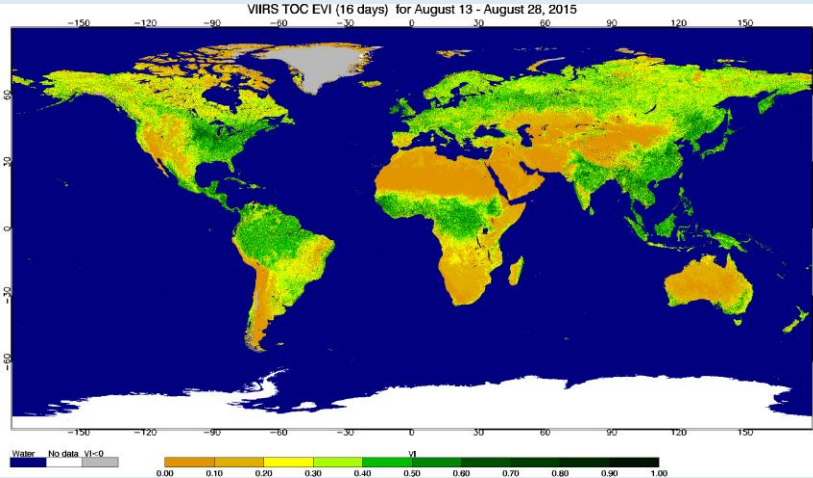 VIIRS TOC EVI (16 days) for August 13 - August 28, 2015
−150 −120 −90 −60 −30 0 30 60 90 120 150
60
30
0
−30
−60
−150 −120 −90 −60 −30 0 30 60 90 120 150
Water No data VI<0 VI
0.00 0.10 0.20 0.30 0.40 0.50 0.60 0.70 0.80 0.90 1.00